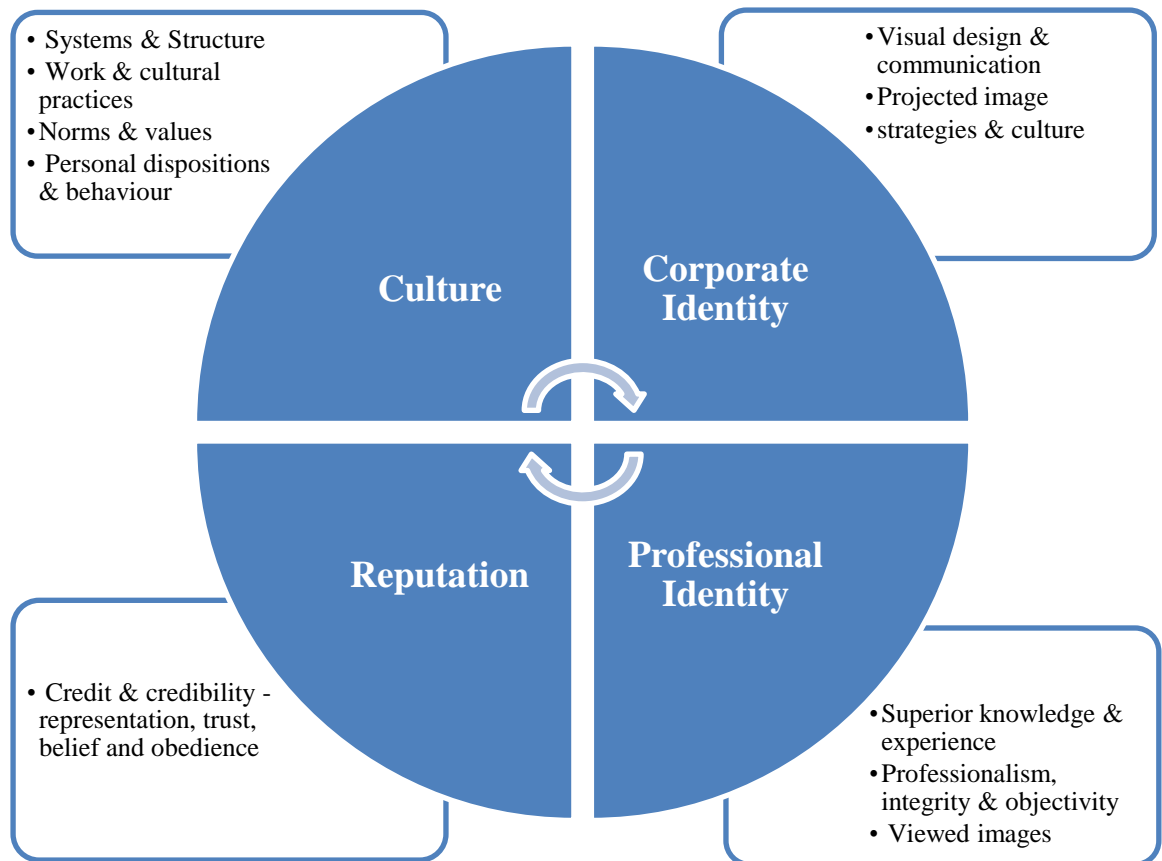 • Systems & Structure
• Work & cultural
practices
•Norms & values
• Personal dispositions
& behaviour
•Visual design &
communication
•Projected image
•strategies & culture
Culture
Corporate
Identity
Reputation
Professional
Identity
• Credit & credibility -
representation, trust,
belief and obedience
•Superior knowledge &
experience
•Professionalism,
integrity & objectivity
• Viewed images